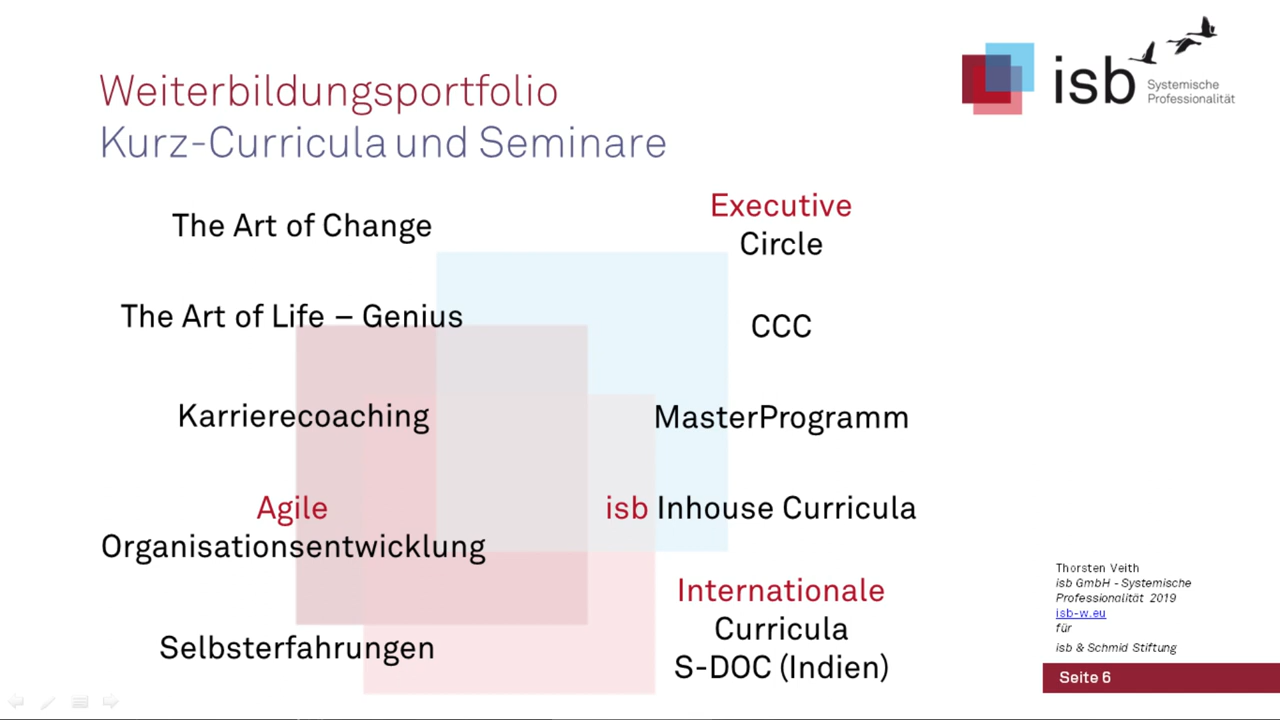 Weiterbildungsportfolio
Kurz-Curricula und Seminare
isb Systemische
Professionalität
The Art of Change
The Art of Life – Genius
Karrierecoaching
Agile
Organisationsentwicklung
Selbsterfahrungen
Executive
Circle
CCC
MasterProgramm
isb Inhouse Curricula
Internationale
Curricula
S-DOC (Indien)
Thorsten Veith
isb GmbH - Systemische
Professionalität 2019
isb-w.eu
für
isb & Schmid Stiftung
Seite 6